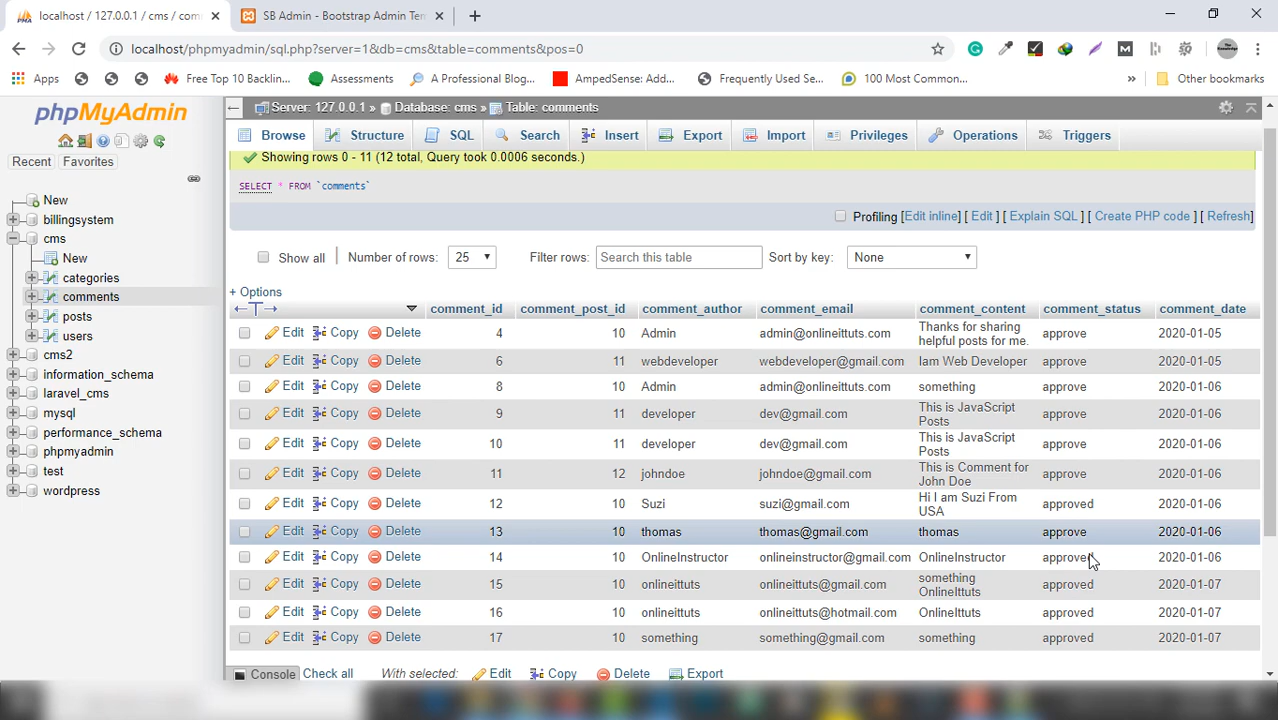 localhost / 127.0.0.1 / cms / com
SB Admin - Bootstrap Admin Tem
localhost/phpmyadmin/sql.php?server=1&db=cms&table=comments&pos=0
Apps
Free Top 10 Backlin...
Assessments
A Professional Blog...
AmpedSense: Add...
Frequently Used Se...
100 Most Common...
»
Other bookmarks
phpMyAdmin
Recent
Favorites
New
billingsystem
cms
New
categories
comments
posts
users
cms2
information_schema
laravel_cms
mysql
performance_schema
phpmyadmin
test
wordpress
Server: 127.0.0.1 » Database: cms » Table: comments
Browse Structure SQL Search Insert Export Import Privileges Operations Triggers
Showing rows 0 - 11 (12 total, Query took 0.0006 seconds.)
SELECT * FROM `comments`
Profiling [Edit inline] [ Edit ] [ Explain SQL ] [ Create PHP code ] [ Refresh]
Show all Number of rows: 25 Filter rows: Search this table Sort by key: None
+ Options
comment_id comment_post_id comment_author comment_email comment_content comment_status comment_date
Edit Copy Delete 4 10 Admin admin@onlineittuts.com Thanks for sharing helpful posts for me. approve 2020-01-05
Edit Copy Delete 6 11 webdeveloper webdeveloper@gmail.com Iam Web Developer approve 2020-01-06
Edit Copy Delete 8 10 Admin admin@onlineittuts.com something approve 2020-01-06
Edit Copy Delete 9 11 developer dev@gmail.com This is JavaScript Posts approve 2020-01-06
Edit Copy Delete 10 11 developer dev@gmail.com This is JavaScript Posts approve 2020-01-06
Edit Copy Delete 11 12 johndoe johndoe@gmail.com This is Comment for John Doe approve 2020-01-06
Edit Copy Delete 12 10 Suzi suzi@gmail.com Hi I am Suzi From USA approved 2020-01-06
Edit Copy Delete 13 10 thomas thomas@gmail.com thomas approve 2020-01-06
Edit Copy Delete 14 10 OnlineInstructor onlineinstructor@gmail.com OnlineInstructor approved 2020-01-06
Edit Copy Delete 15 10 onlineittuts onlineittuts@gmail.com something OnlineIttuts approved 2020-01-07
Edit Copy Delete 16 10 onlineittuts onlineittuts@hotmail.com OnlineIttuts approved 2020-01-07
Edit Copy Delete 17 10 something something@gmail.com something approved 2020-01-07
Console Check all With selected: Edit Copy Delete Export